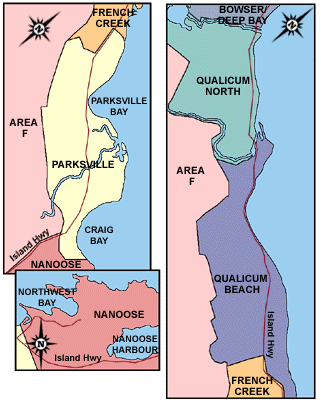 FRENCH
CREEK
PARKSVILLE
BAY
AREA
F
PARKSVILLE
CRAIG
BAY
Island Hwy
NANOOSE
NORTHWEST
BAY
NANOOSE
NANOOSE
HARBOUR
Island Hwy
N
BOWSER
DEEP BAY
N
QUALICUM
NORTH
AREA
F
QUALICUM
BEACH
Island Hwy
FRENCH
CREEK
N